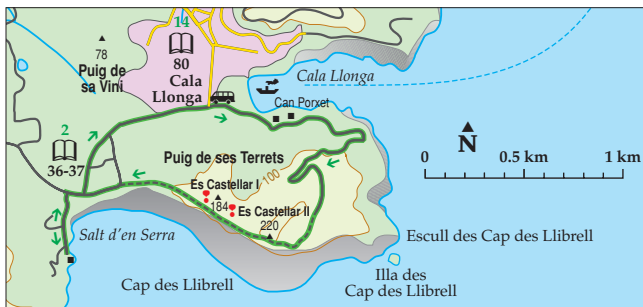 14
78
Puig de
sa Vini
80
Cala
Llonga
Cala Llonga
Can Porxet
2
36-37
Puig de ses Terrets
100
Es Castellar I
184
Es Castellar II
220
N
0 0.5 km 1 km
Salt d'en Serra
Cap des Llibrell
Escull des Cap des Llibrell
Illa des
Cap des Llibrell